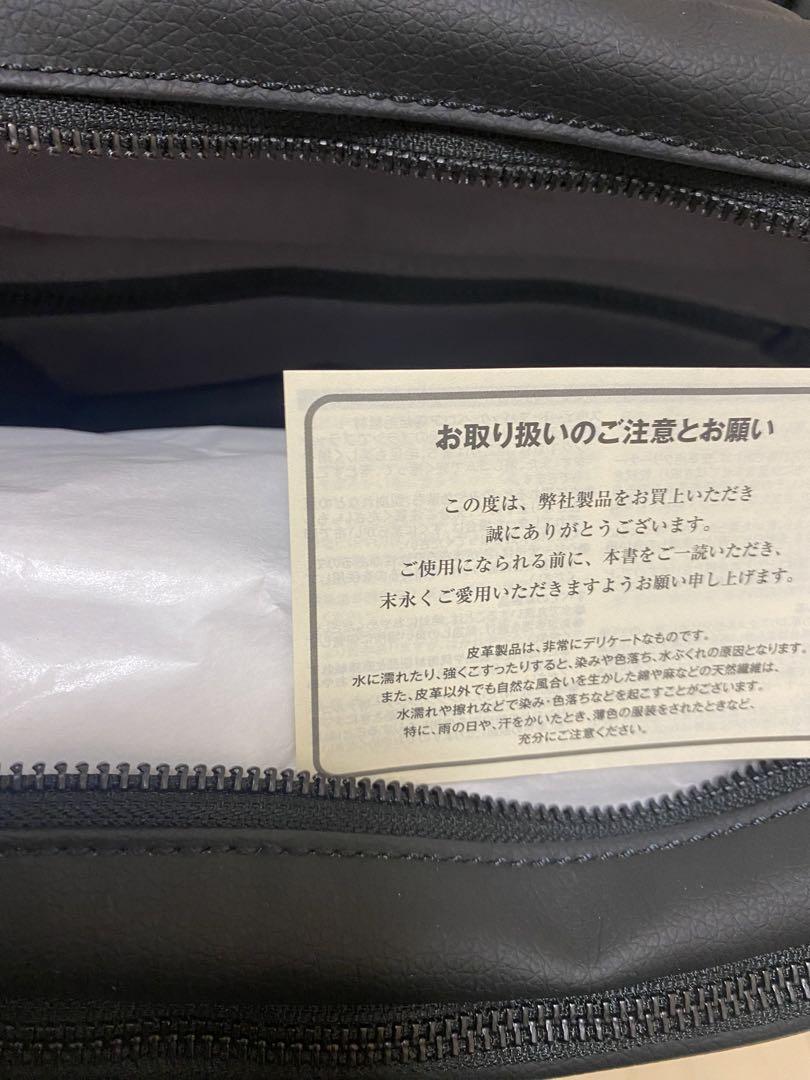 お取り扱いのご注意とお願い
この度は、弊社製品をお買上いただき
誠にありがとうございます。
ご使用になられる前に、本書をご一読いただき、
末永くご愛用いただきますようお願い申し上げます。
皮革製品は、非常にデリケートなものです。
水に濡れたり、強くこすったりすると、染みや色落ち、水ぶくれの原因となります。
また、皮革以外でも自然な風合いを生かした綿や麻などの天然繊維は、
水濡れや擦れなどで染み・色落ちなどを起こすことがございます。
特に、雨の日や、汗をかいたとき、薄色の服装をされたときなど、
充分にご注意ください。